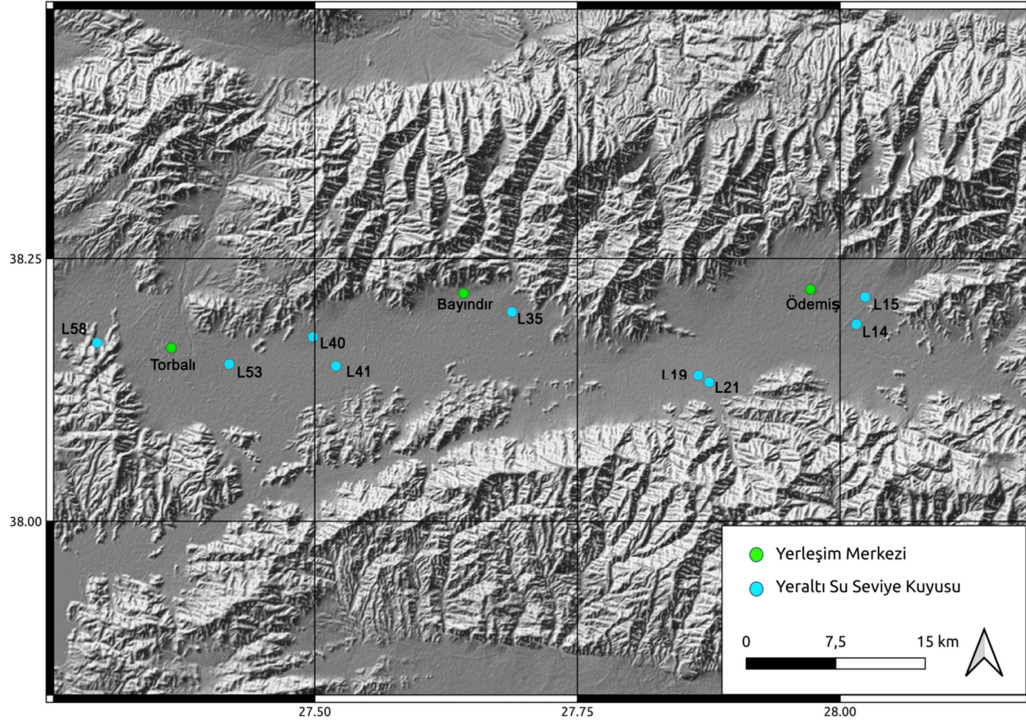 38.25
38.00
27.50
27.75
28.00
L58
Torbalı
L53
L40
L41
Bayındır
L35
L19
L21
Ödemiş
L15
L14
Yerleşim Merkezi
Yeraltı Su Seviye Kuyusu
0 7,5 15 km